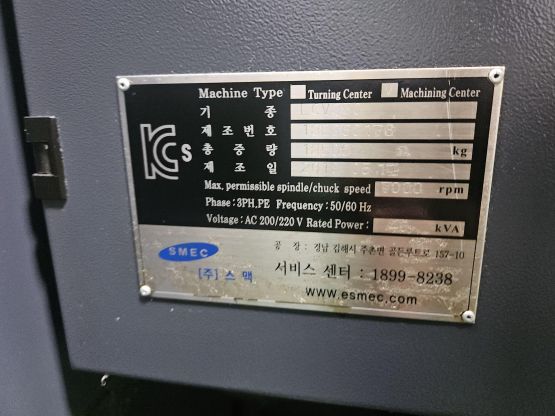 Machine Type Turning Center Machining Center
기 종
제 조 번 호
총 중 량 kg
제 조 일
Max, permissible spindle/chuck speed rpm
Phase : 3PH,PE Frequency : 50/60 Hz
Voltage : AC 200/220 V Rated Power : kVA
KCs
SMEC
공 장 : 경남 김해시 주촌면 골든루트로 157-10
[주] 스 맥
서비스 센터 : 1899-8238
www.esmec.com